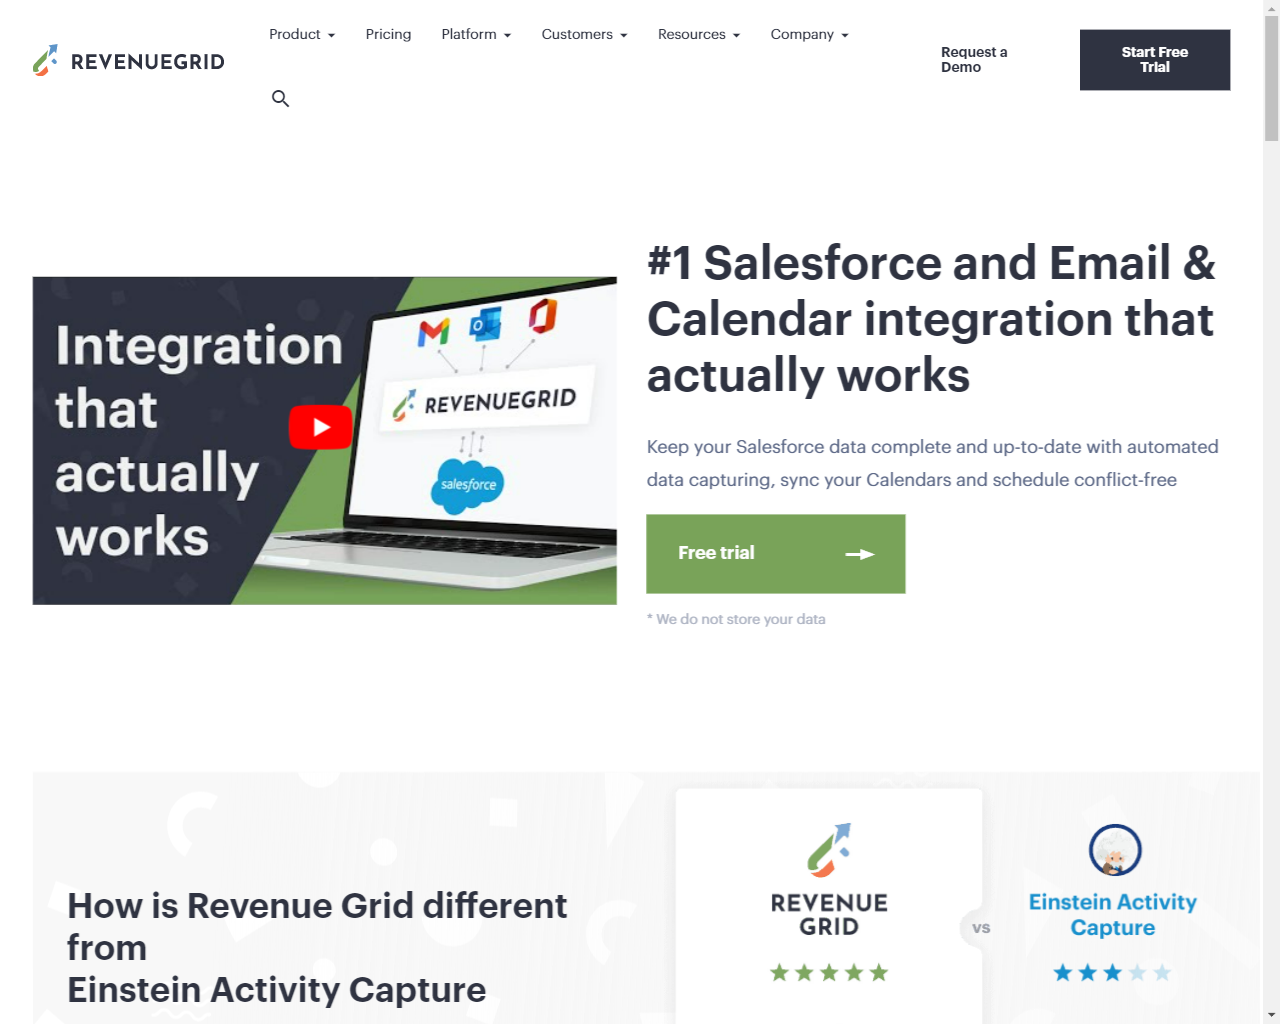 REVENUEGRID
Product
Pricing
Platform
Customers
Resources
Company
Request a
Demo
Start Free
Trial
Integration
that
actually
works
REVENUEGRID
salesforce
#1 Salesforce and Email &
Calendar integration that
actually works
Keep your Salesforce data complete and up-to-date with automated
data capturing, sync your Calendars and schedule conflict-free
Free trial
* We do not store your data
How is Revenue Grid different
from
Einstein Activity Capture
REVENUE
GRID
vs
Einstein Activity
Capture